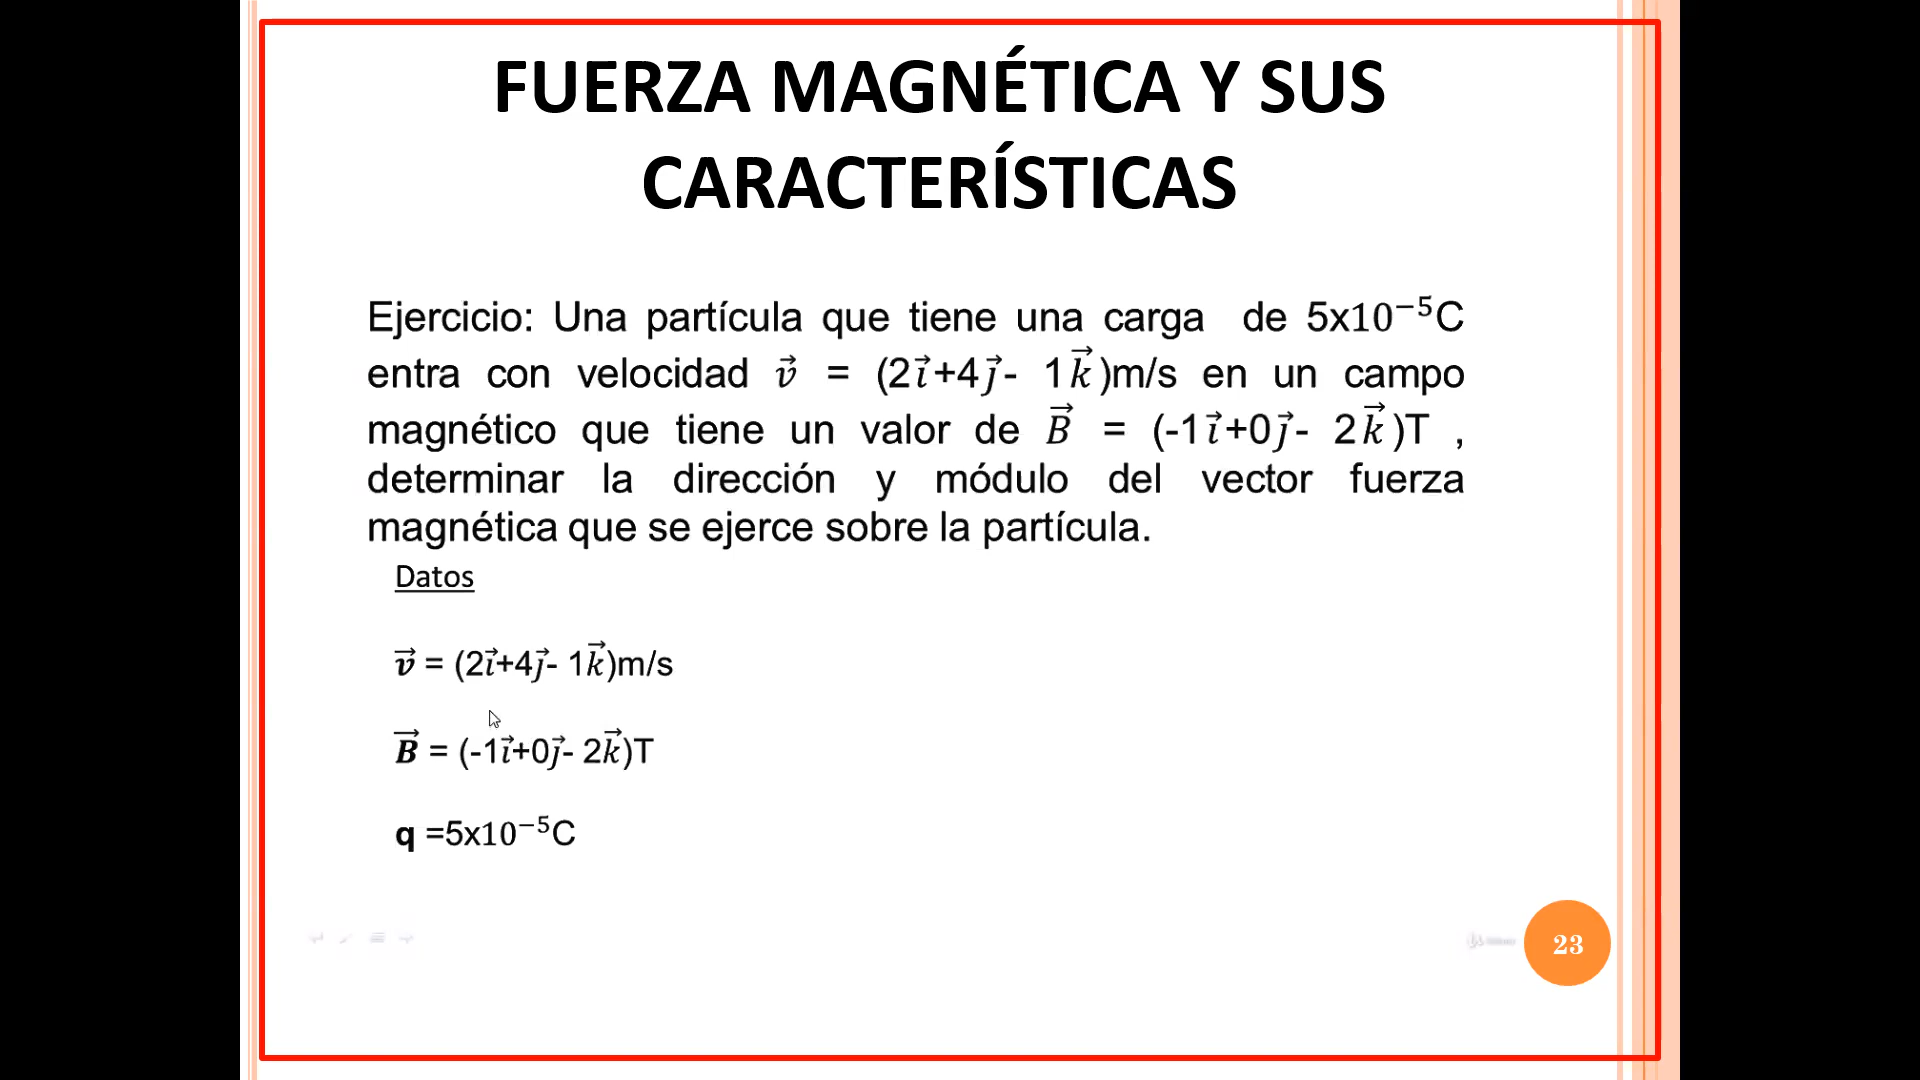 FUERZA MAGNÉTICA Y SUS
CARACTERÍSTICAS
Ejercicio: Una partícula que tiene una carga de 5x10⁻⁵C
entra con velocidad v⃗ = (2i⃗+4j⃗- 1k⃗)m/s en un campo
magnético que tiene un valor de B⃗ = (-1i⃗+0j⃗- 2k⃗)T ,
determinar la dirección y módulo del vector fuerza
magnética que se ejerce sobre la partícula.
Datos
v⃗ = (2i⃗+4j⃗- 1k⃗)m/s
B⃗ = (-1i⃗+0j⃗- 2k⃗)T
q =5x10⁻⁵C
23